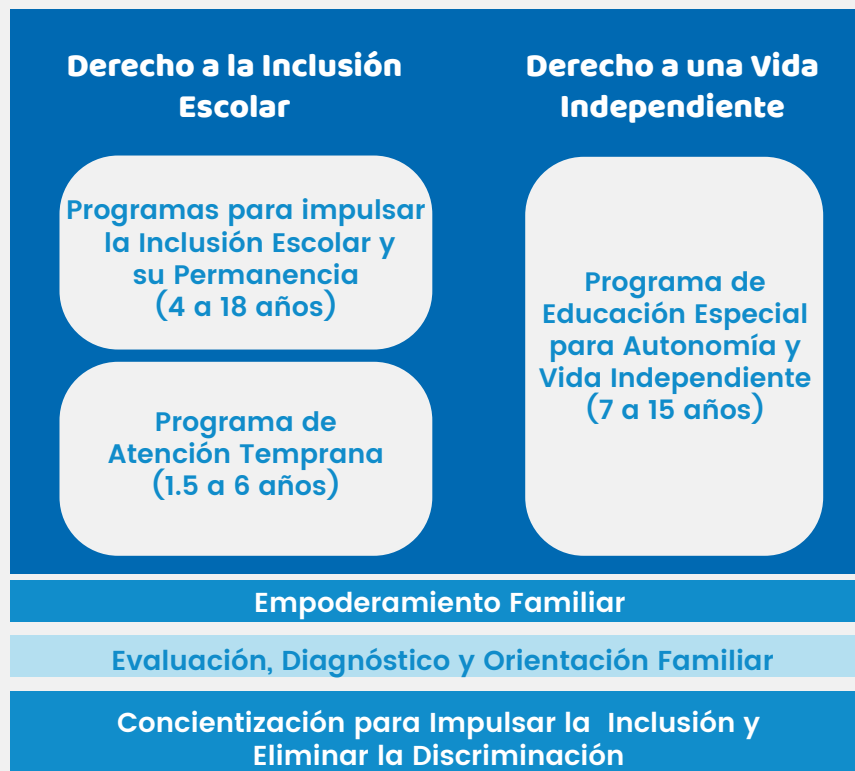 Derecho a la Inclusión
Escolar
Programas para impulsar
la Inclusión Escolar y
su Permanencia
(4 a 18 años)
Programa de
Atención Temprana
(1.5 a 6 años)
Derecho a una Vida
Independiente
Programa de
Educación Especial
para Autonomía y
Vida Independiente
(7 a 15 años)
Empoderamiento Familiar
Evaluación, Diagnóstico y Orientación Familiar
Concientización para Impulsar la Inclusión y
Eliminar la Discriminación